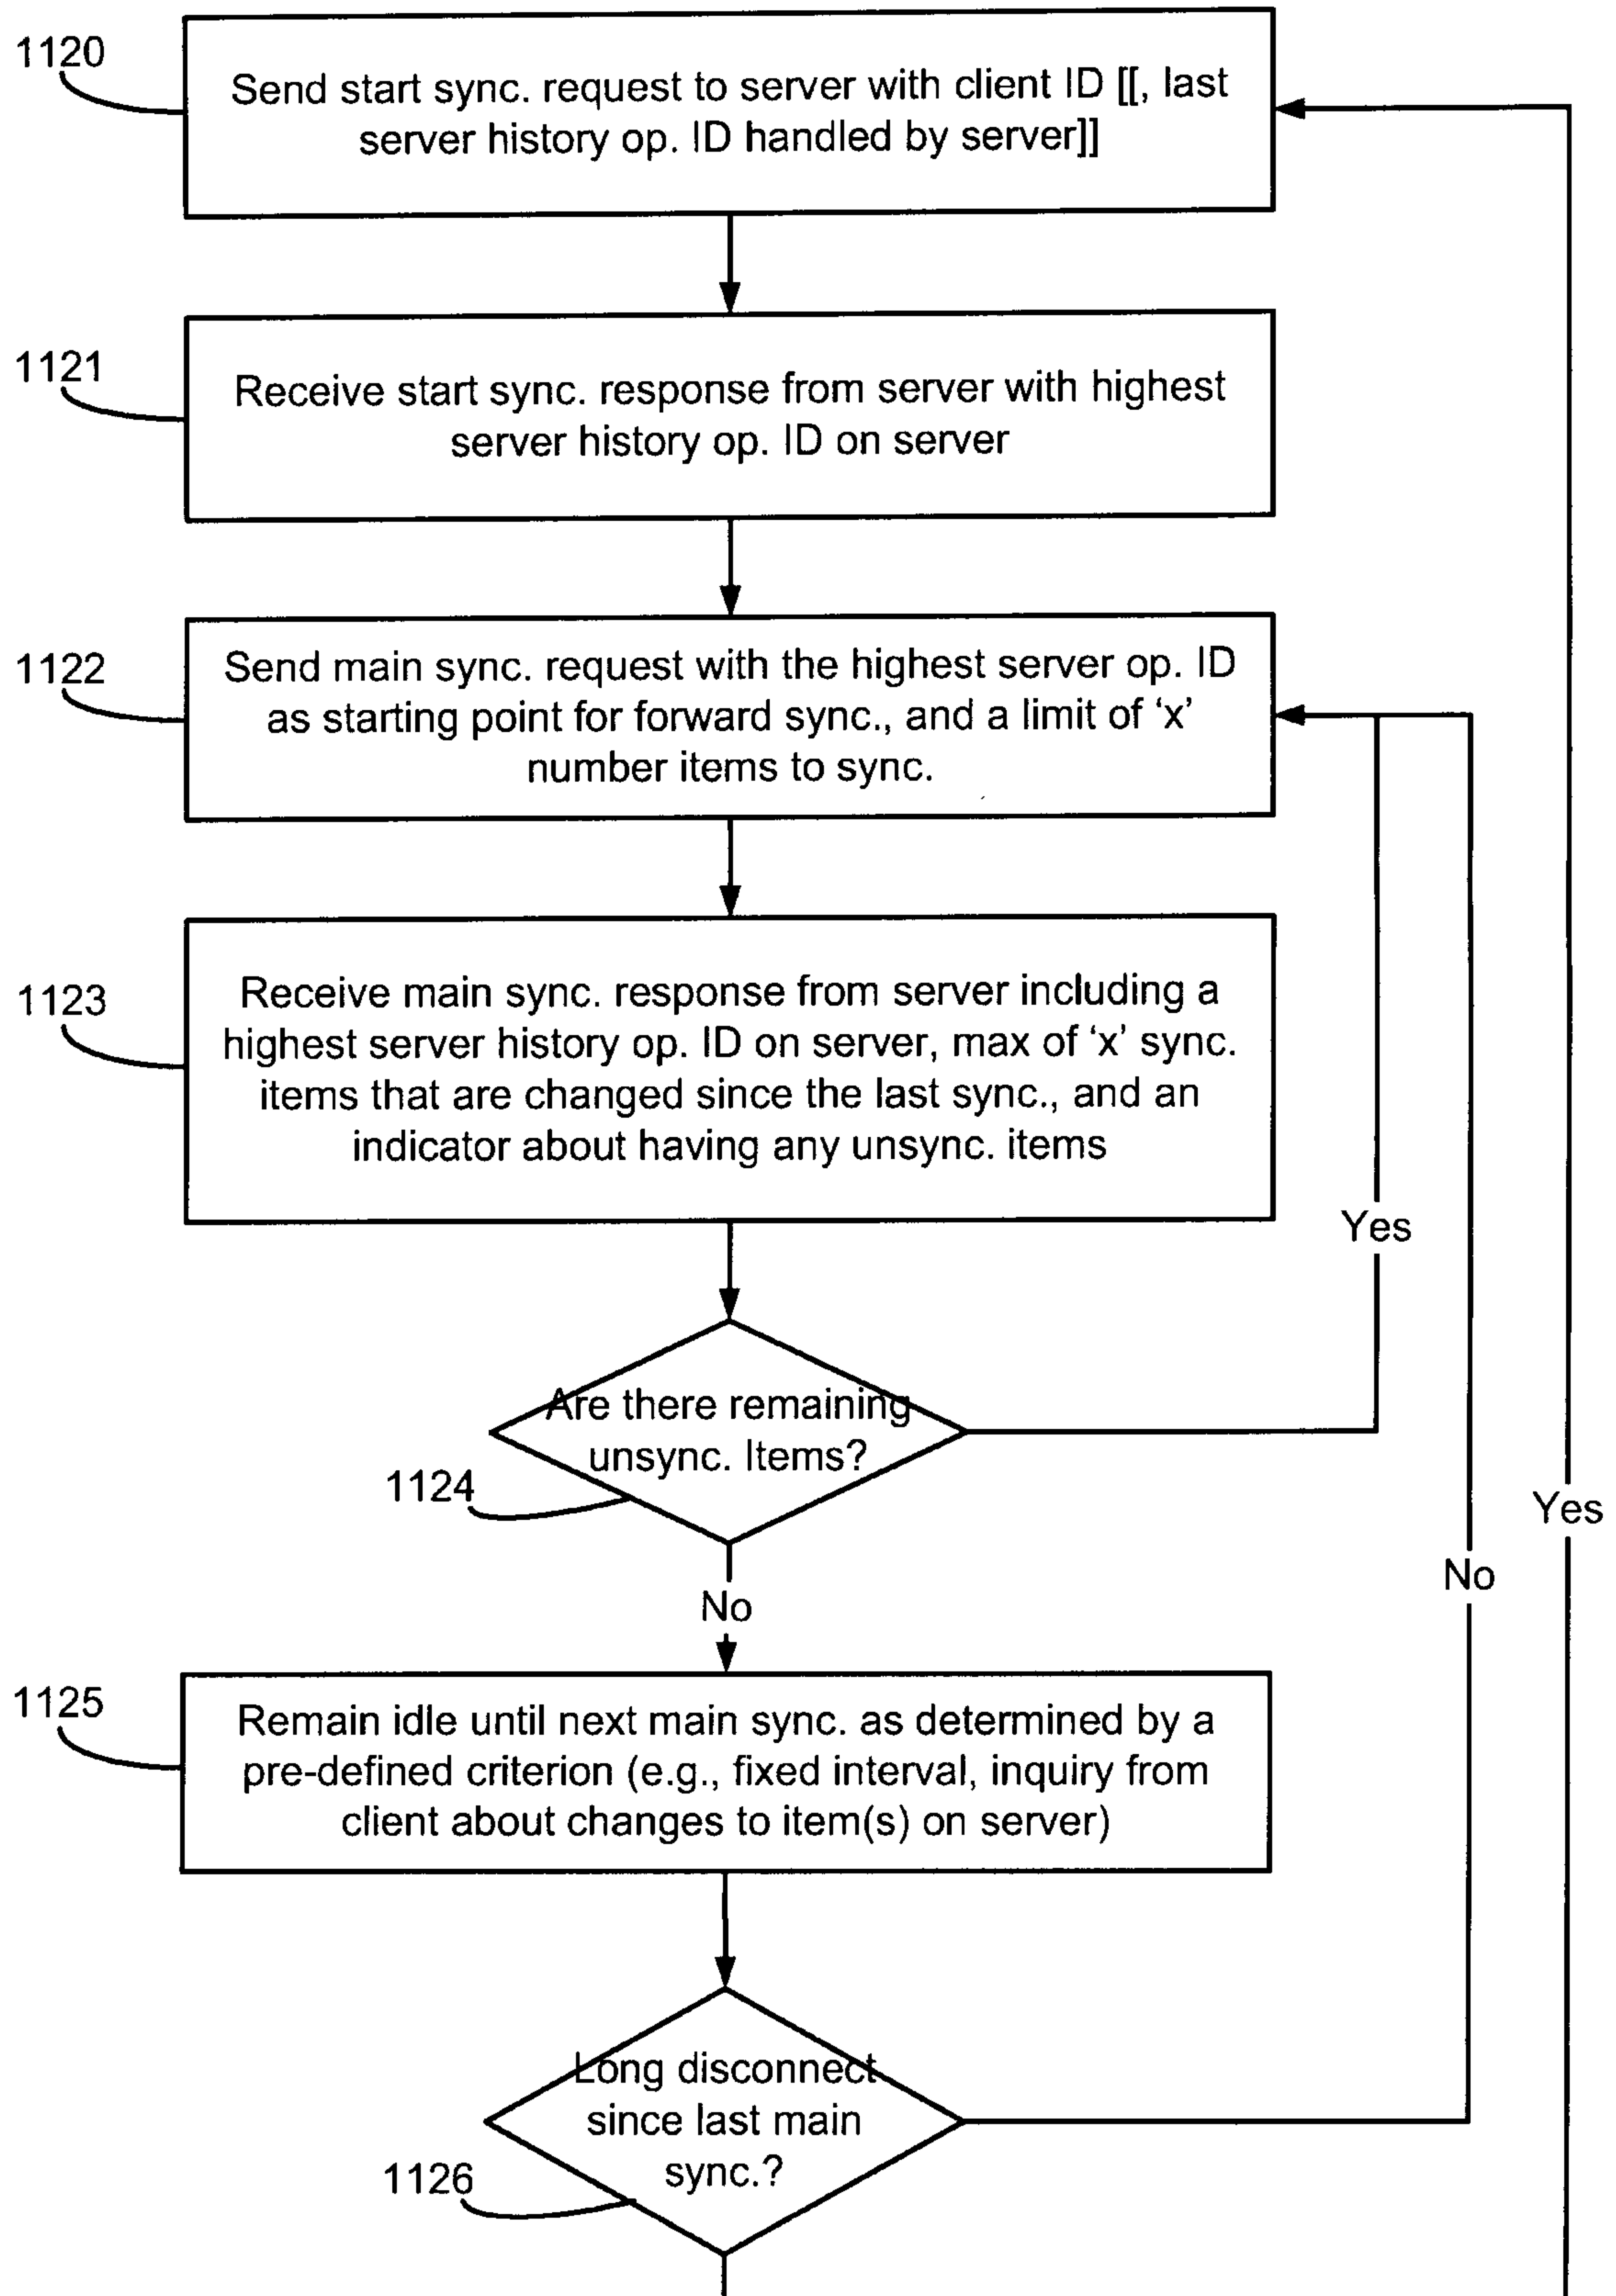 1120
Send start sync. request to server with client ID [[, last
server history op. ID handled by server]]
1121
Receive start sync. response from server with highest
server history op. ID on server
1122
Send main sync. request with the highest server op. ID
as starting point for forward sync., and a limit of ‘x’
number items to sync.
1123
Receive main sync. response from server including a
highest server history op. ID on server, max of ‘x’ sync.
items that are changed since the last sync., and an
indicator about having any unsync. items
Yes
Are there remaining
unsync. Items?
1124
Yes
No
No
1125
Remain idle until next main sync. as determined by a
pre-defined criterion (e.g., fixed interval, inquiry from
client about changes to item(s) on server)
Long disconnect
since last main
sync.?
1126